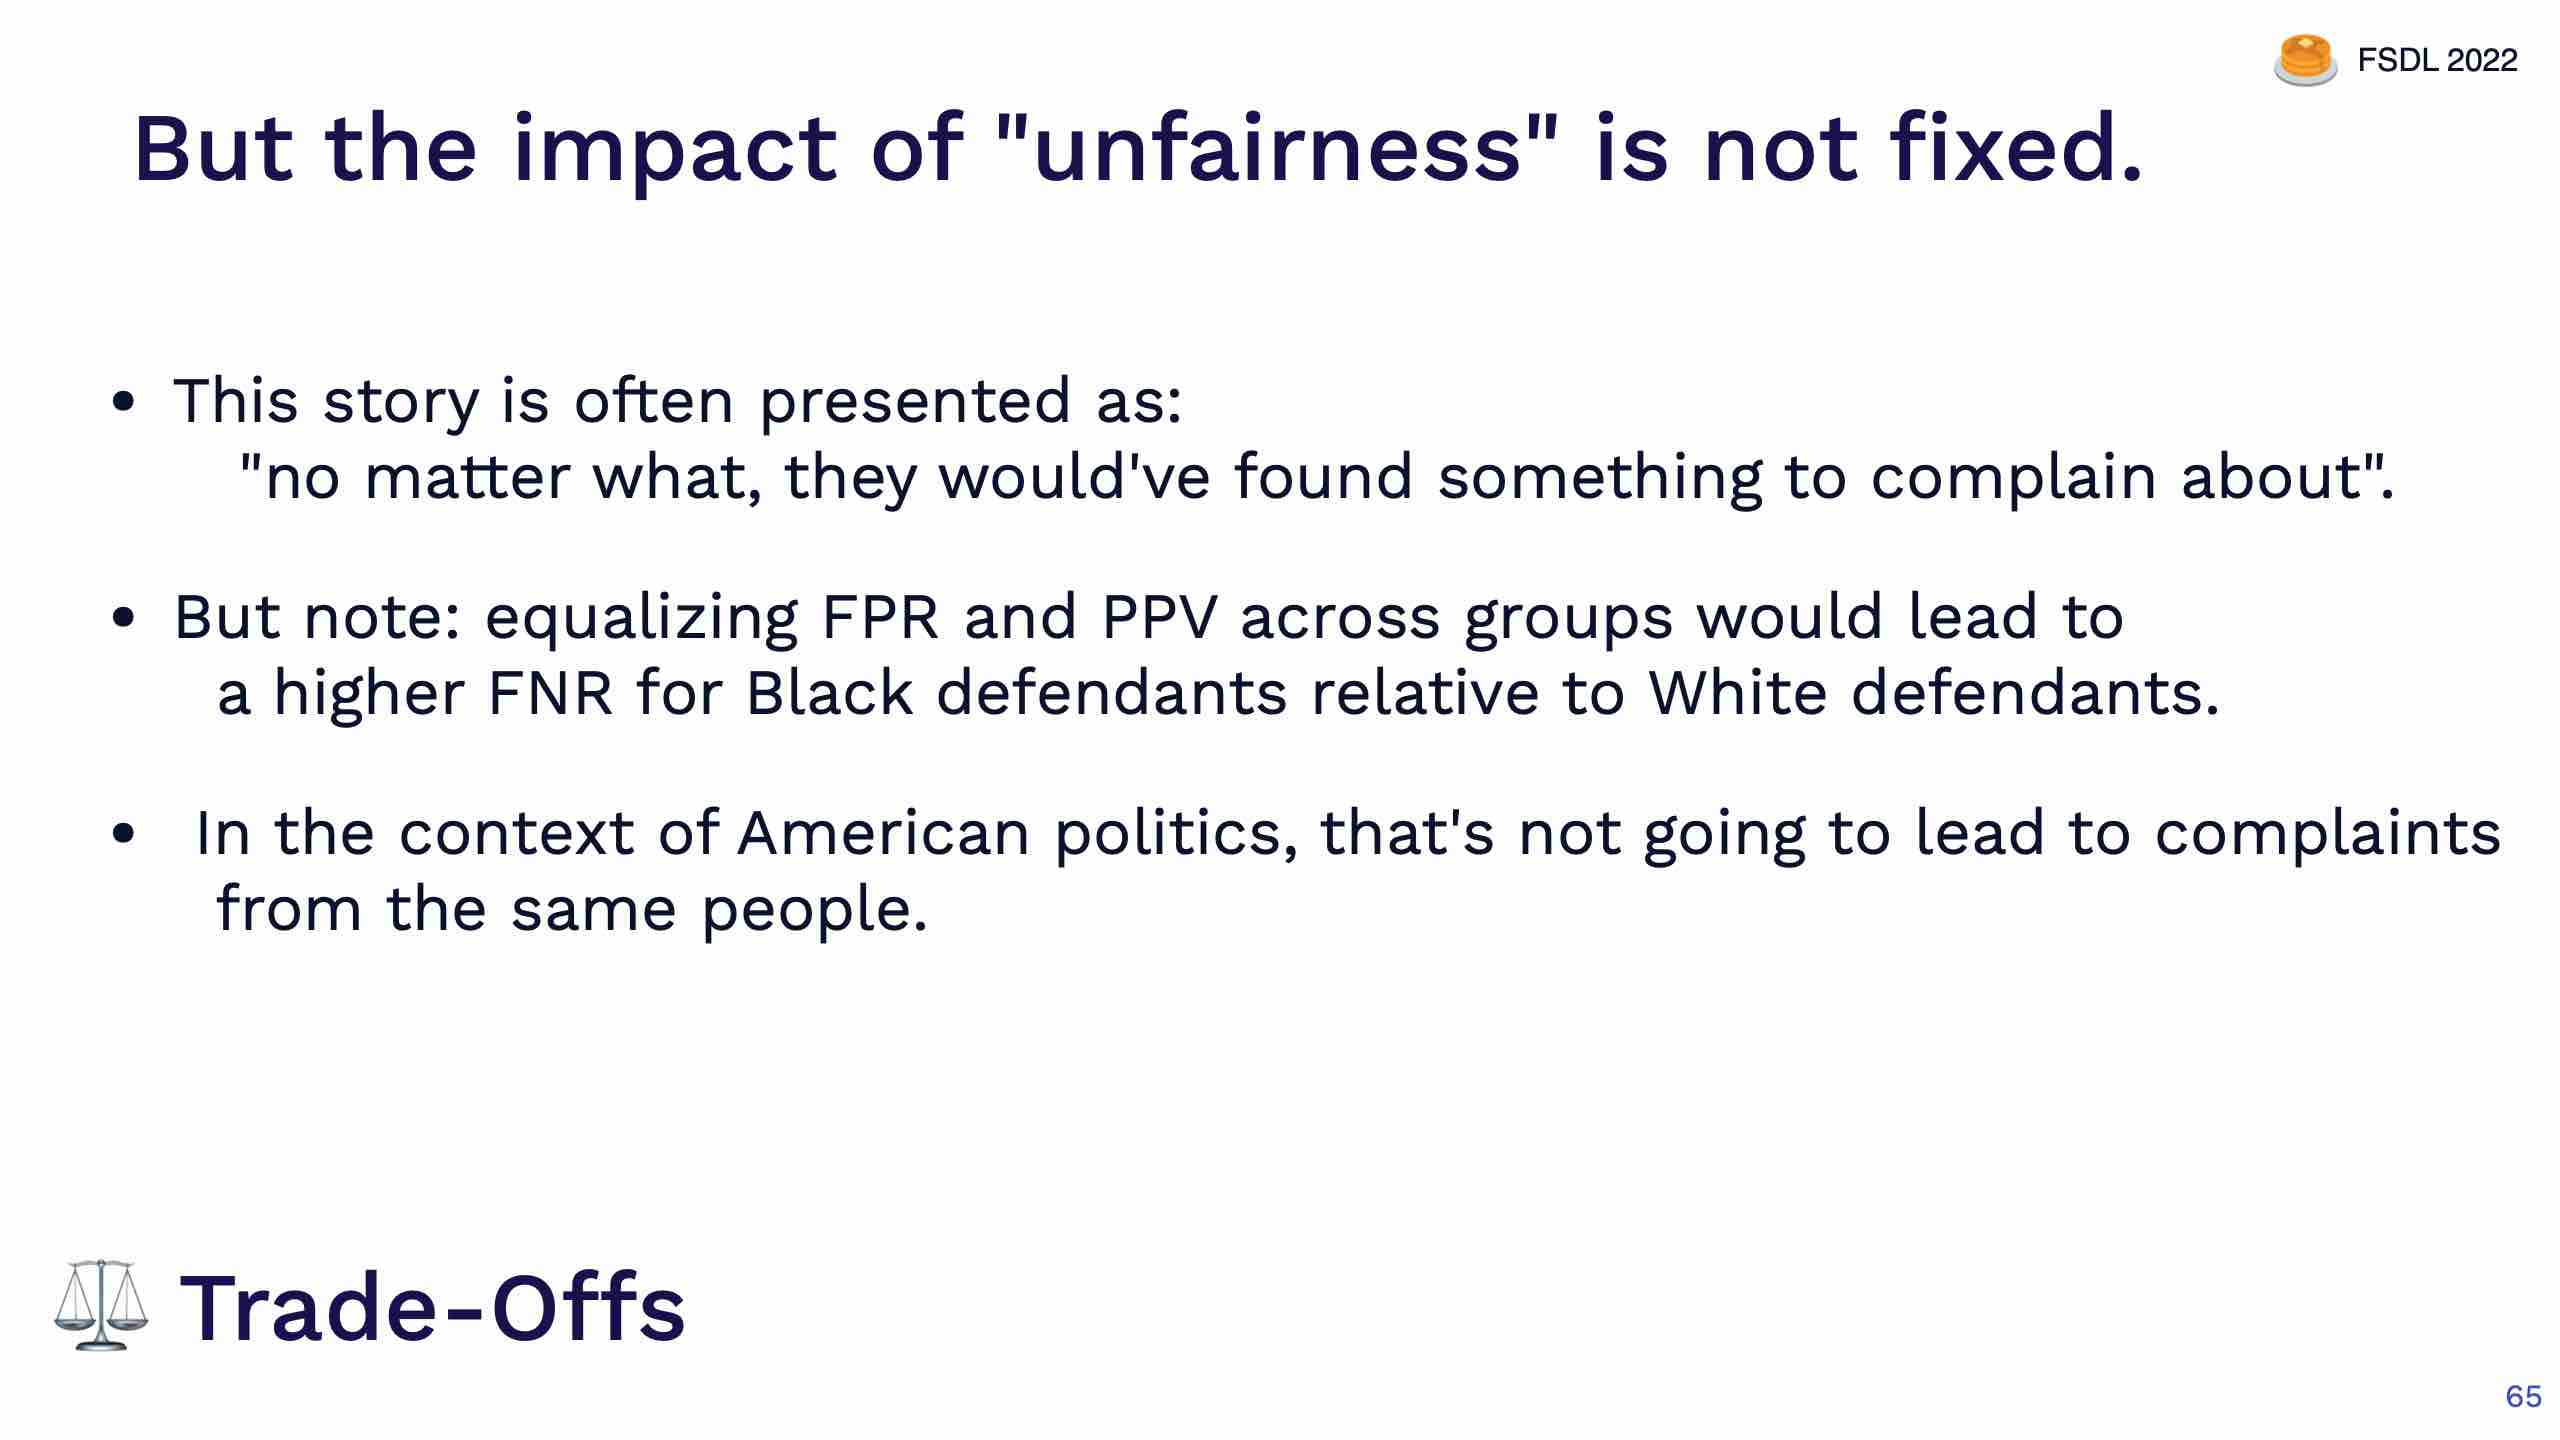 FSDL 2022
But the impact of "unfairness" is not fixed.
• This story is often presented as:
"no matter what, they would've found something to complain about".
• But note: equalizing FPR and PPV across groups would lead to
a higher FNR for Black defendants relative to White defendants.
• In the context of American politics, that's not going to lead to complaints
from the same people.
Trade-Offs
65